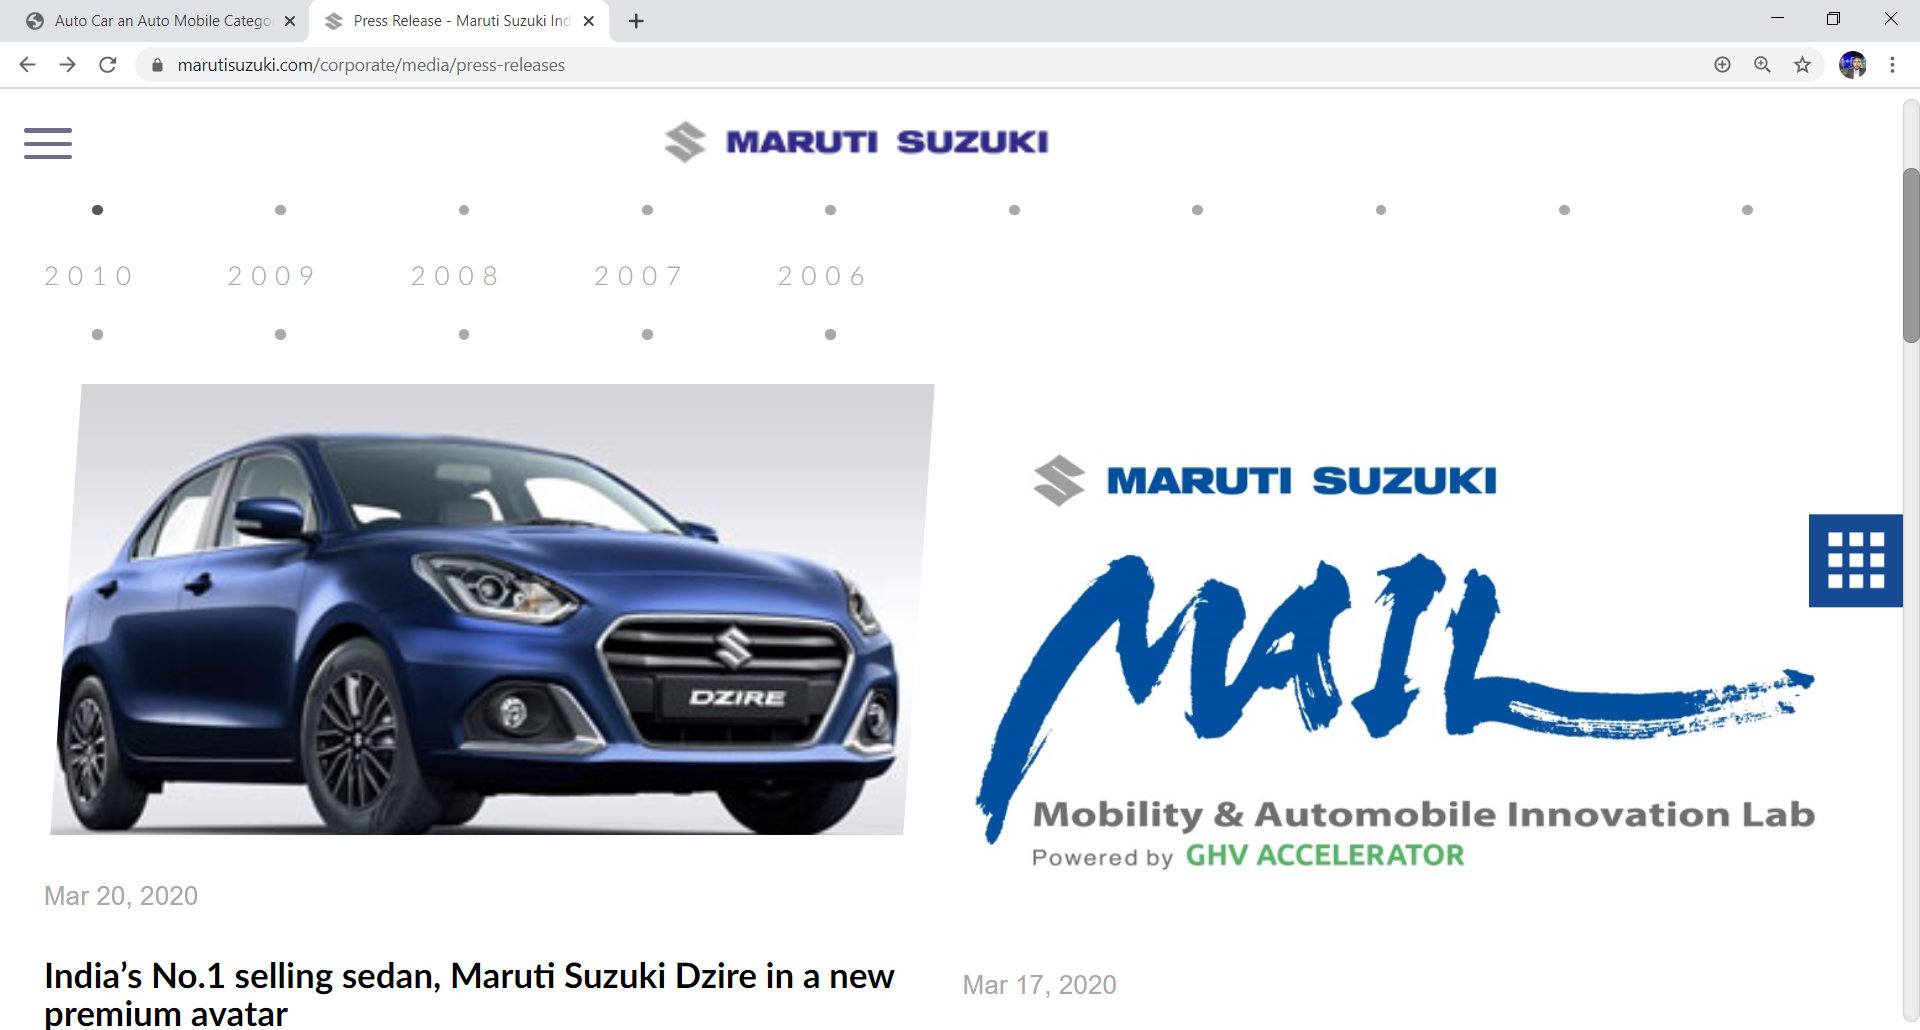 Auto Car an Auto Mobile Catego
Press Release - Maruti Suzuki Ind
marutisuzuki.com/corporate/media/press-releases
MARUTI SUZUKI
2010 2009 2008 2007 2006
DZIRE
MARUTI SUZUKI
MAIL
Mobility & Automobile Innovation Lab
Powered by GHV ACCELERATOR
Mar 20, 2020
India’s No.1 selling sedan, Maruti Suzuki Dzire in a new
premium avatar
Mar 17, 2020